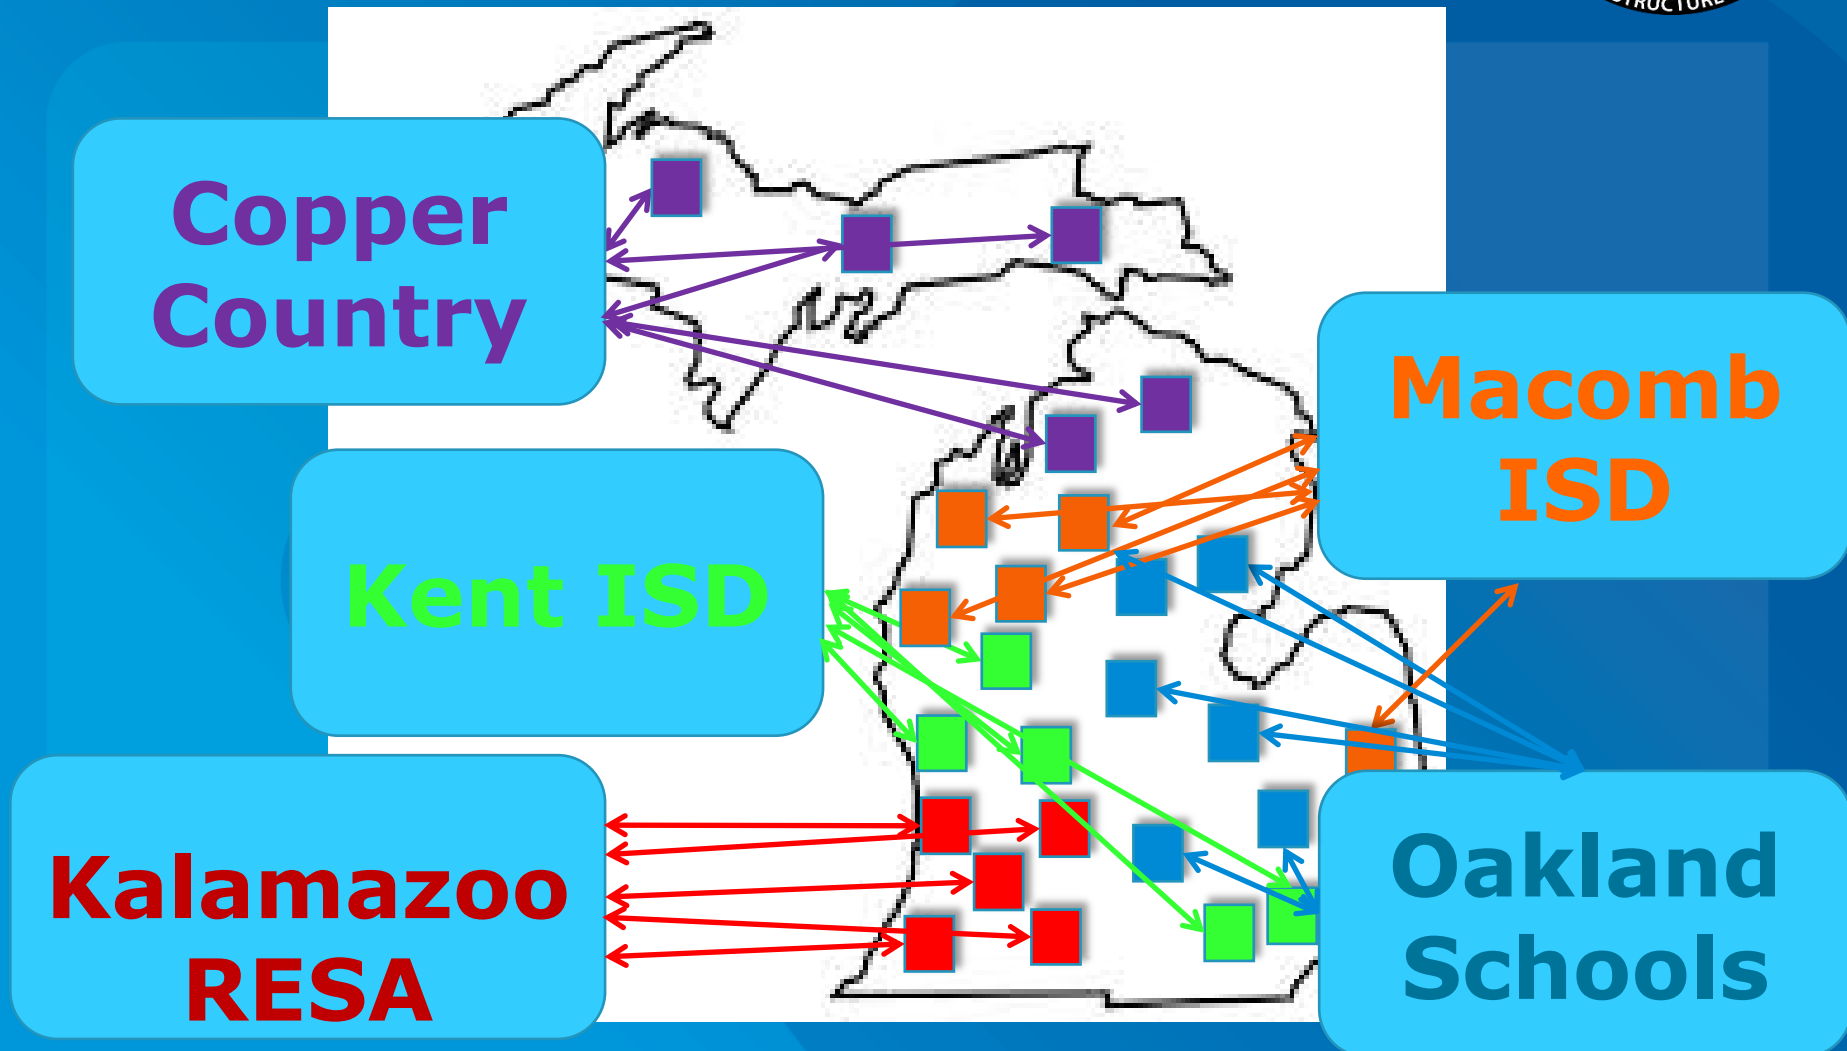 Copper
Country
Macomb
ISD
Kent ISD
Kalamazoo
RESA
Oakland
Schools